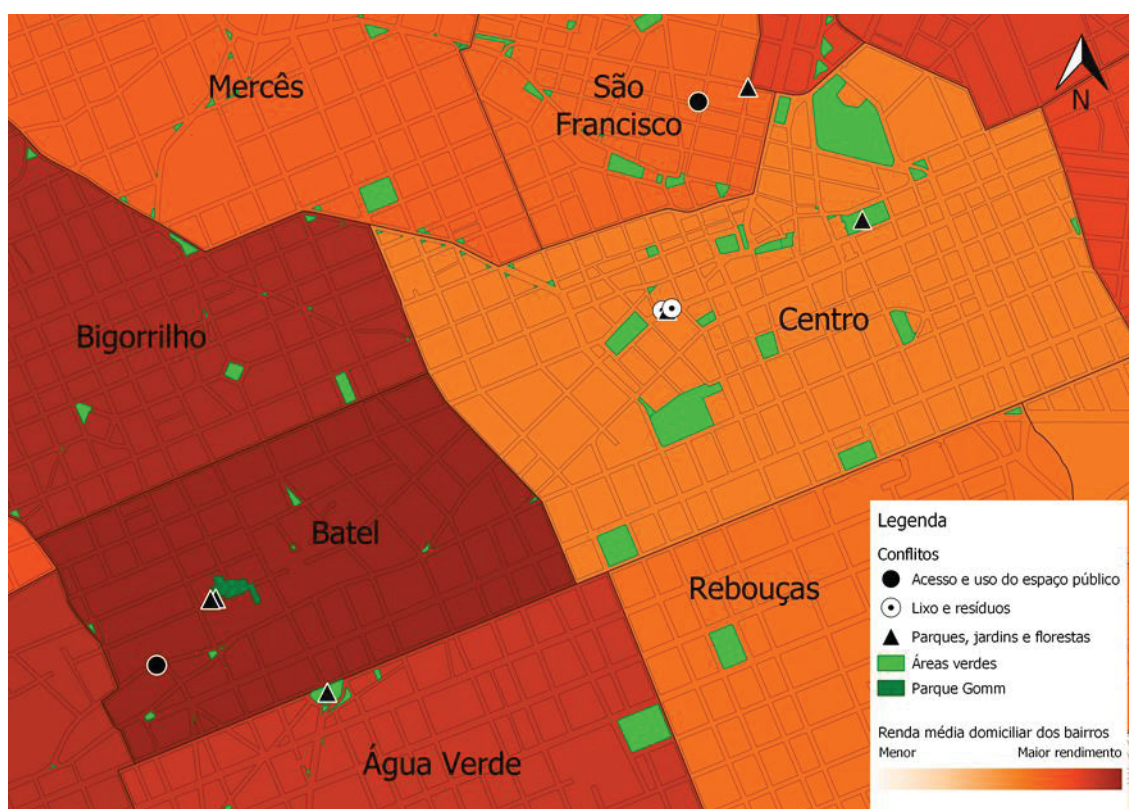 Mercês
São
Francisco
N
Bigorrilho
Centro
Batel
Rebouças
Água Verde
Legenda
Conflitos
Acesso e uso do espaço público
Lixo e resíduos
Parques, jardins e florestas
Áreas verdes
Parque Gomm
Renda média domiciliar dos bairros
Menor Maior rendimento